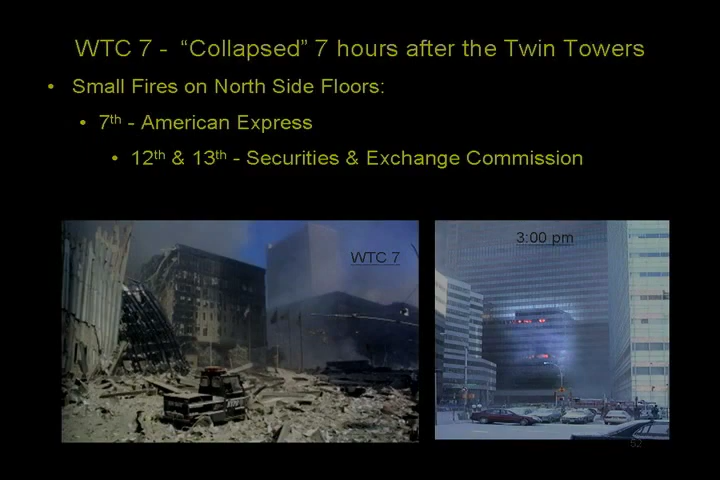 WTC 7 - “Collapsed” 7 hours after the Twin Towers
• Small Fires on North Side Floors:
• 7th - American Express
• 12th & 13th - Securities & Exchange Commission
WTC 7
3:00 pm
52